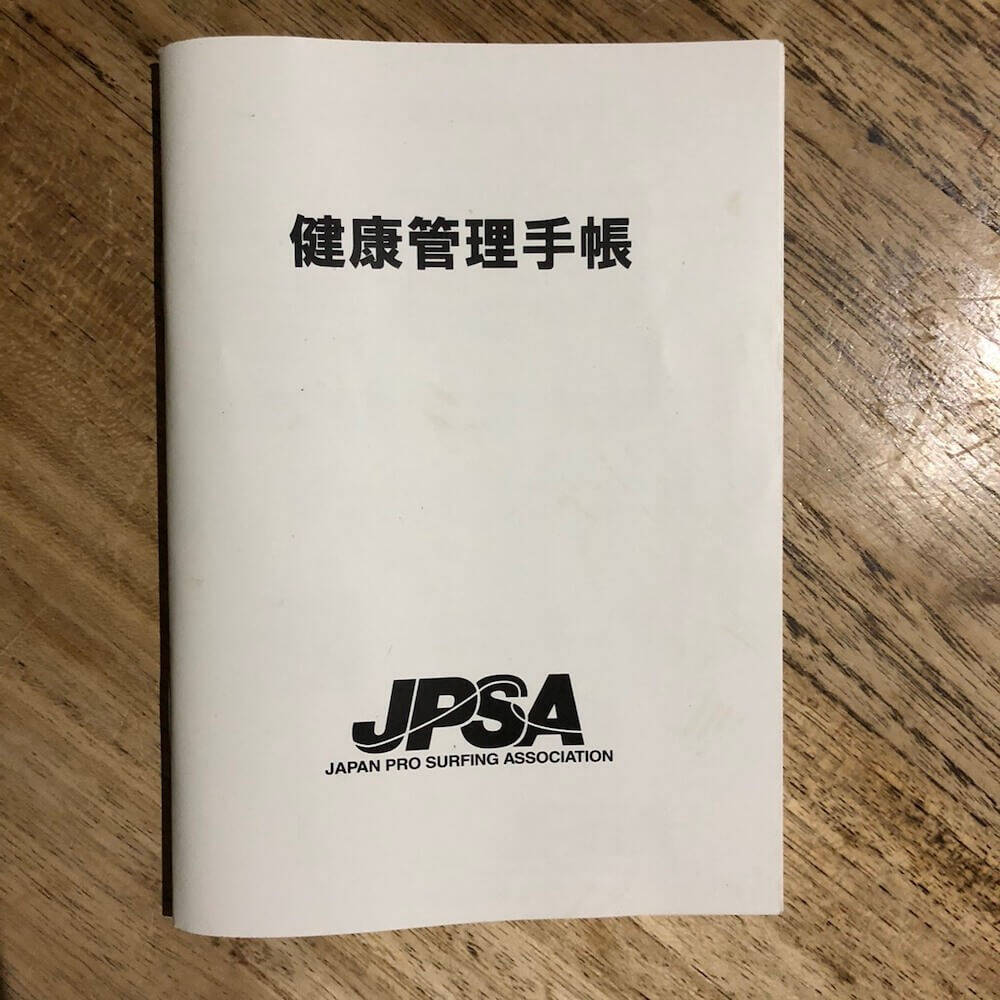 健康管理手帳
JPSA
JAPAN PRO SURFING ASSOCIATION